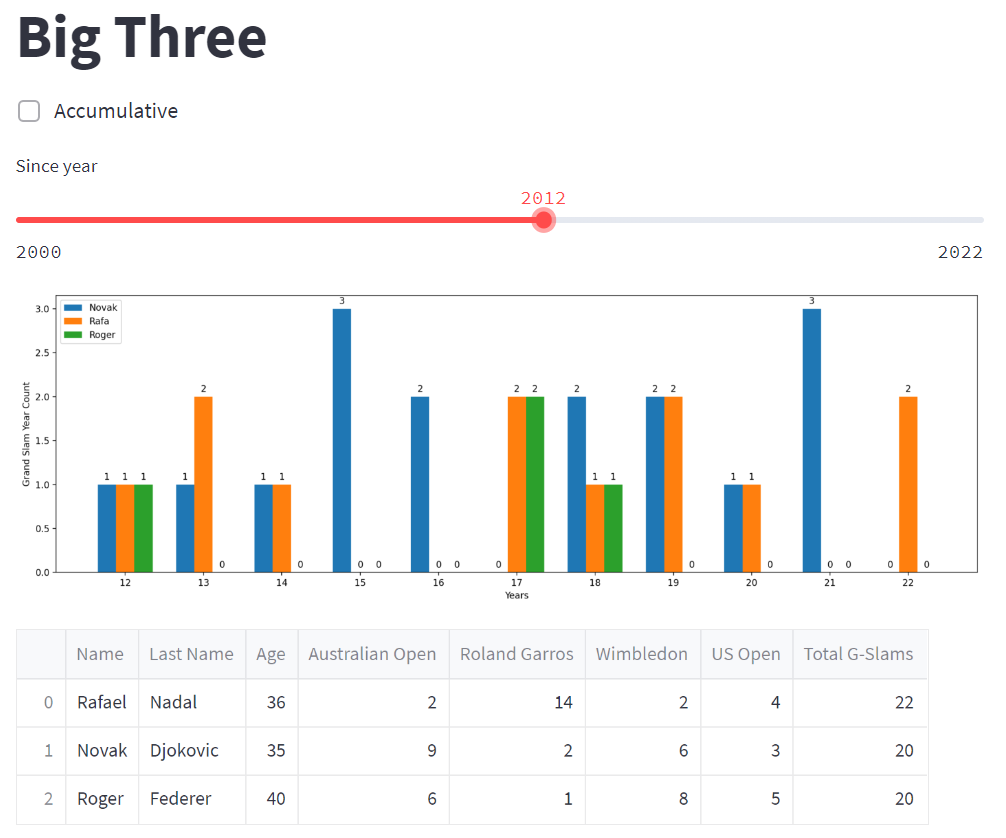 Big Three
Accumulative
Since year
2012
2000 2022
Novak
Rafa
Roger
Grand Slam Year Count
3.0
2.5
2.0
1.5
1.0
0.5
0.0
1 1 1 1 2 0 1 1 0 3 0 0 2 0 0 0 2 2 2 1 1 2 2 0 1 1 0 3 0 0 0 2 0
12 13 14 15 16 17 18 19 20 21 22
Years
Name Last Name Age Australian Open Roland Garros Wimbledon US Open Total G-Slams
0 Rafael Nadal 36 2 14 2 4 22
1 Novak Djokovic 35 9 2 6 3 20
2 Roger Federer 40 6 1 8 5 20